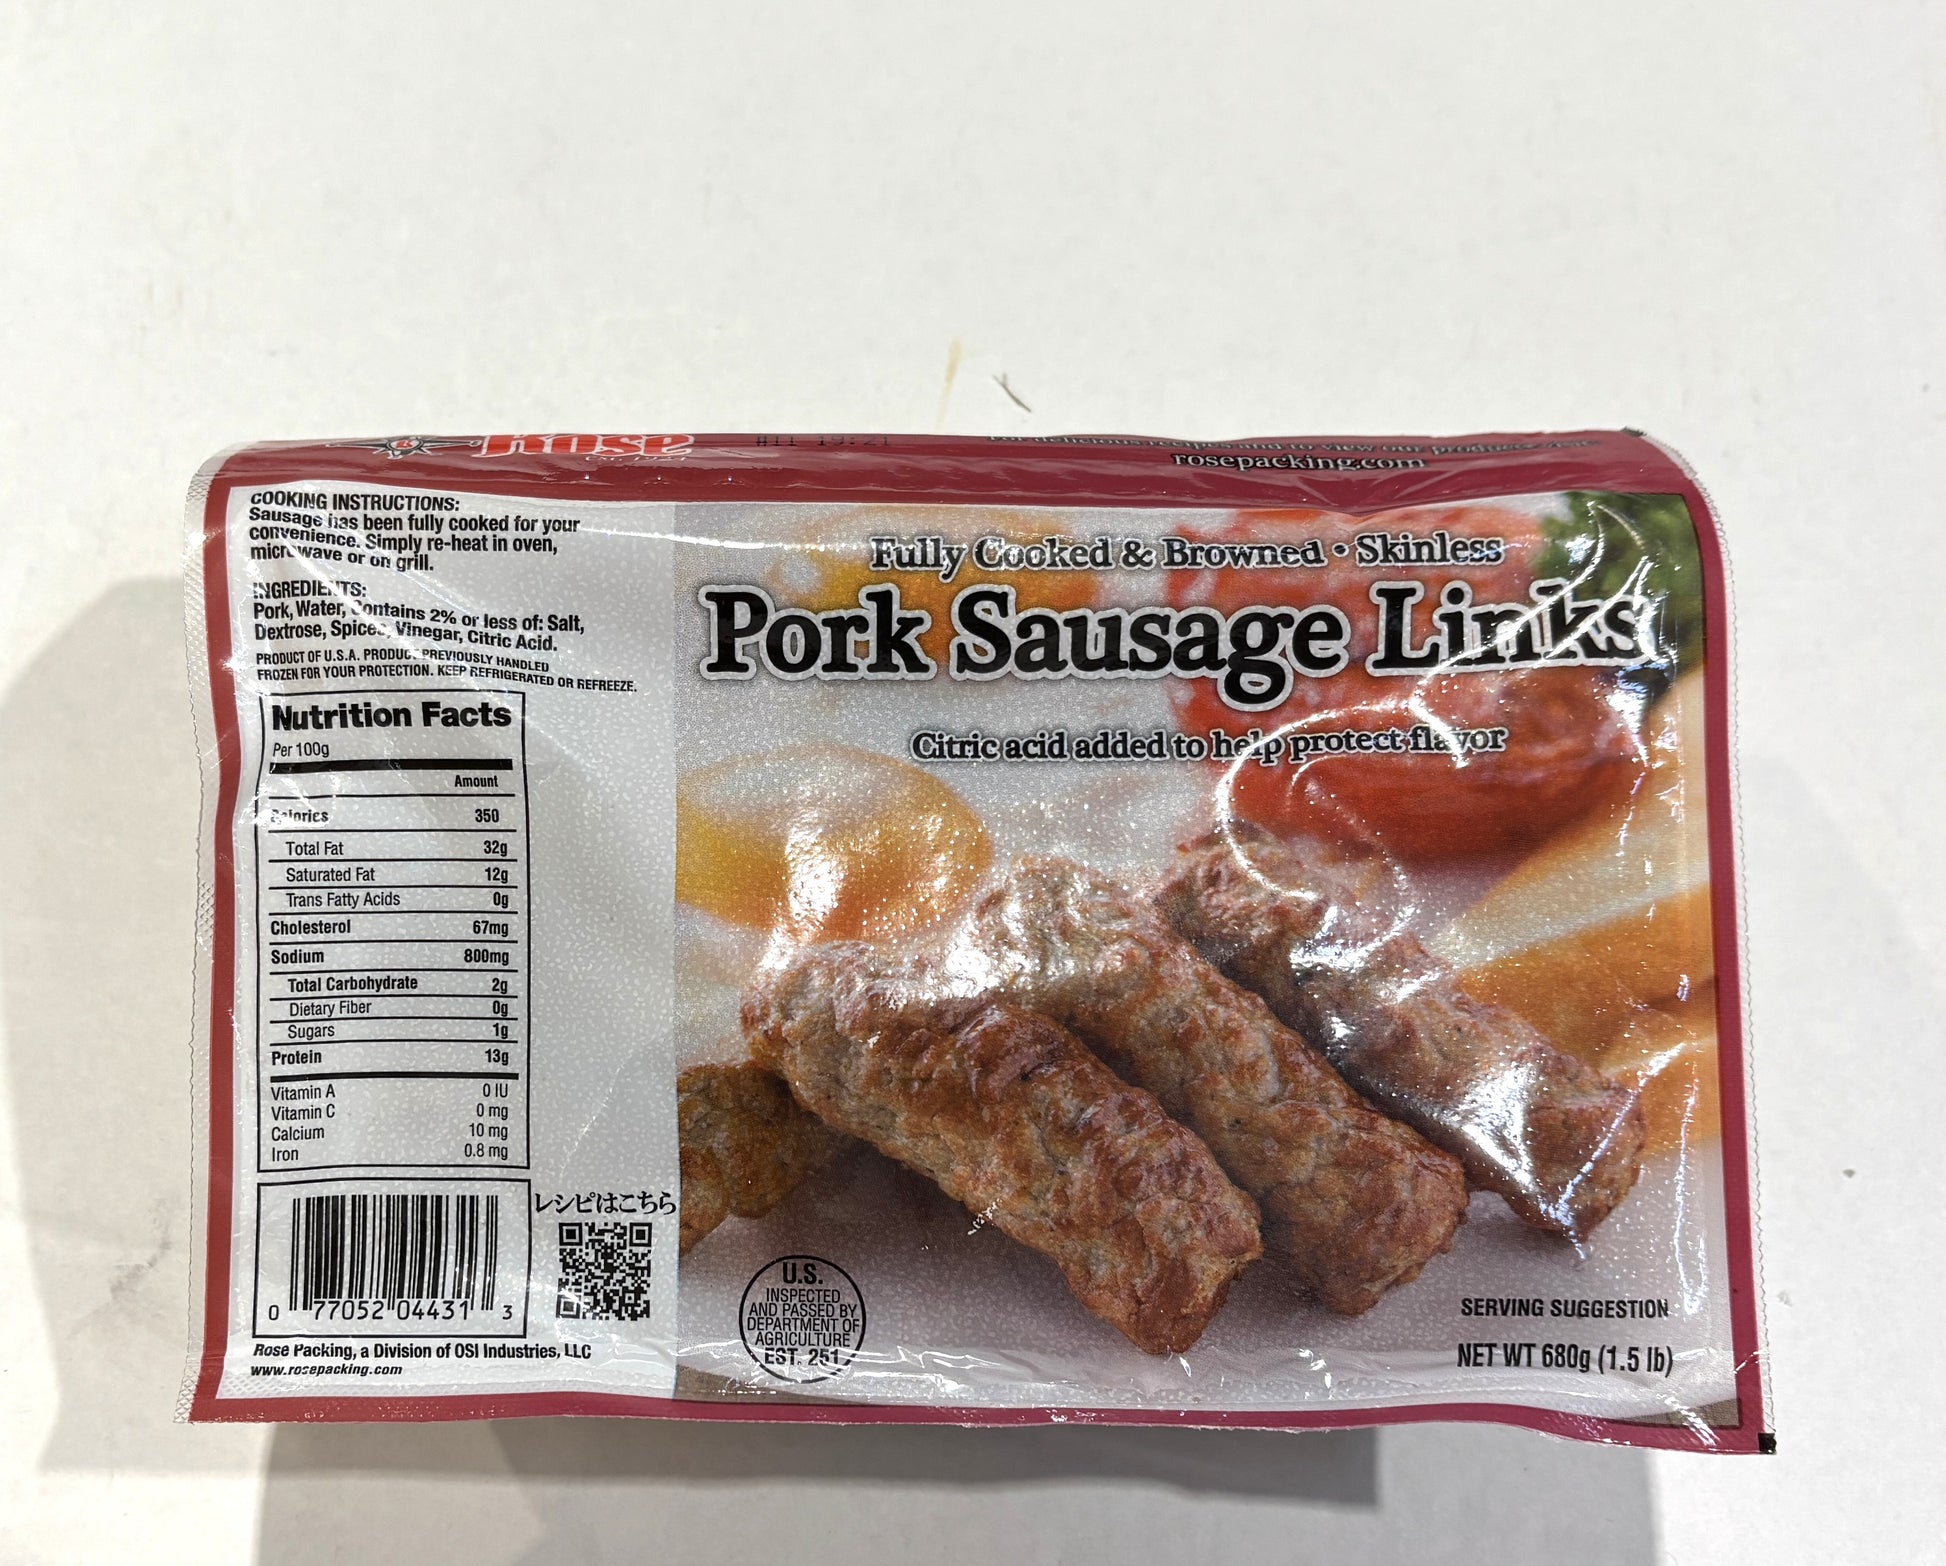 Rose
rosepacking.com
COOKING INSTRUCTIONS:
Sausage has been fully cooked for your
convenience. Simply re-heat in oven,
microwave or on grill.
INGREDIENTS:
Pork, Water, Contains 2% or less of: Salt,
Dextrose, Spices, Vinegar, Citric Acid.
PRODUCT OF U.S.A. PRODUCT PREVIOUSLY HANDLED
FROZEN FOR YOUR PROTECTION. KEEP REFRIGERATED OR REFREEZE.
Nutrition Facts
Per 100g
Amount
Calories 350
Total Fat 32g
Saturated Fat 12g
Trans Fatty Acids 0g
Cholesterol 67mg
Sodium 800mg
Total Carbohydrate 2g
Dietary Fiber 0g
Sugars 1g
Protein 13g
Vitamin A 0 IU
Vitamin C 0 mg
Calcium 10 mg
Iron 0.8 mg
レシピはこちら
0 77052 04431 3
Rose Packing, a Division of OSI Industries, LLC
www.rosepacking.com
Fully Cooked & Browned • Skinless
Pork Sausage Links
Citric acid added to help protect flavor
U.S.
INSPECTED
AND PASSED BY
DEPARTMENT OF
AGRICULTURE
EST. 251
SERVING SUGGESTION
NET WT 680g (1.5 lb)